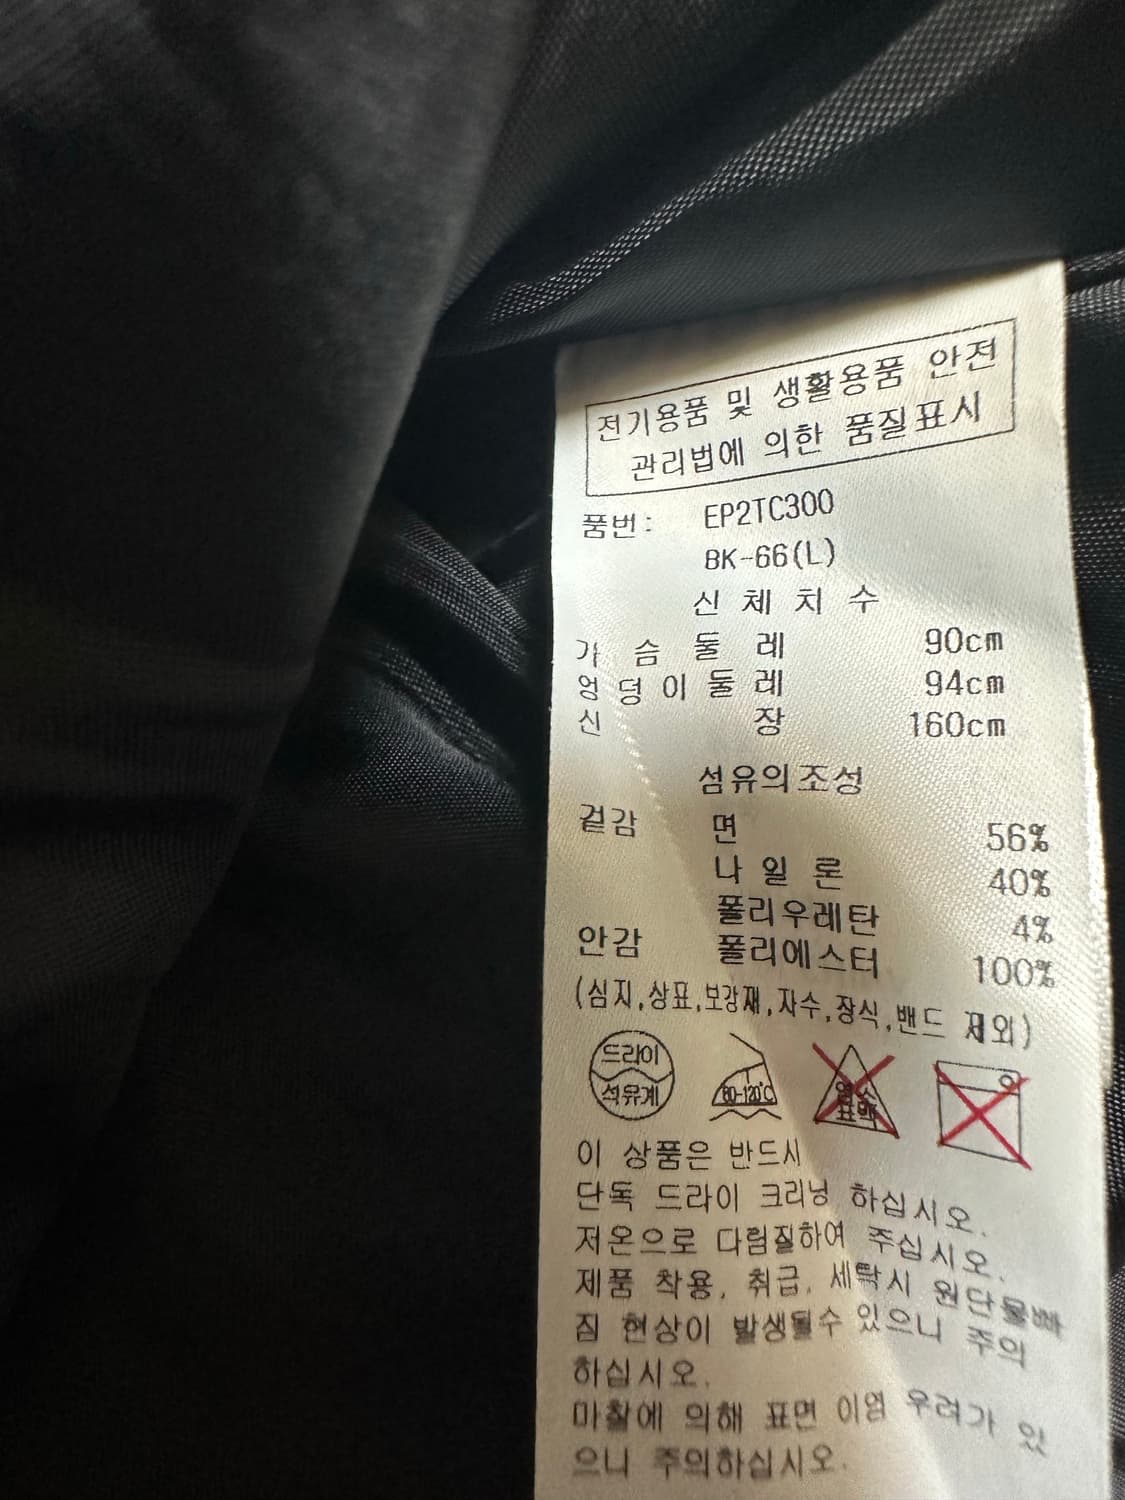 전기용품 및 생활용품 안전
관리법에 의한 품질표시
품번: EP2TC300
BK-66(L)
신체치수
가슴둘레 90cm
엉덩이둘레 94cm
신장 160cm
섬유의조성
겉감 면 56%
나일론 40%
폴리우레탄 4%
안감 폴리에스터 100%
(심지,상표,보강재,자수,장식,밴드 제외)
드라이
석유계
80-120℃
염소
표백
이 상품은 반드시
단독 드라이 크리닝 하십시오.
저온으로 다림질하여 주십시오.
제품 착용, 취급, 세탁시 원단물빠
짐 현상이 발생될수 있으니 주의
하십시오.
마찰에 의해 표면 이염 우려가 있
으니 주의하십시오.